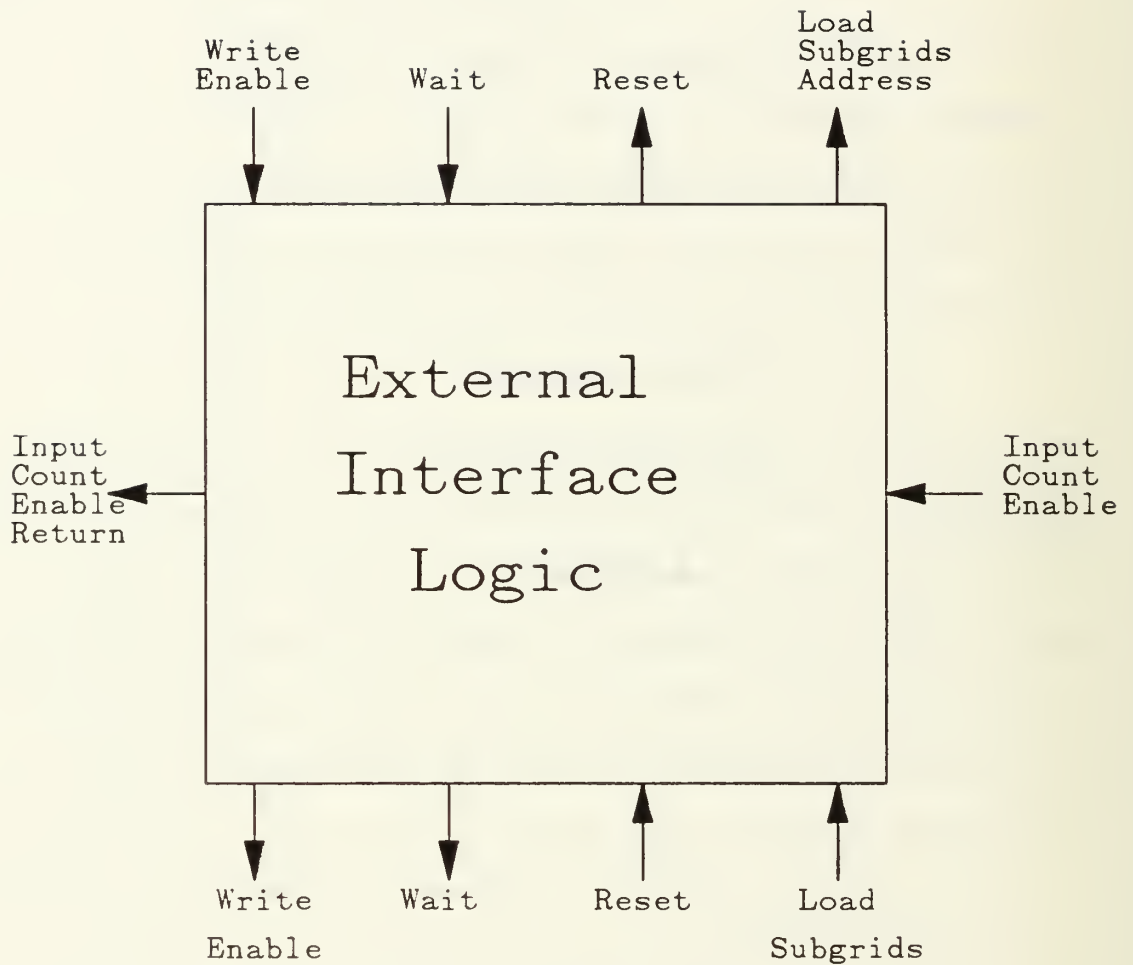 Write
Enable
Wait
Reset
Load
Subgrids
Address
External
Interface
Logic
Input
Count
Enable
Return
Input
Count
Enable
Write
Enable
Wait
Reset
Load
Subgrids